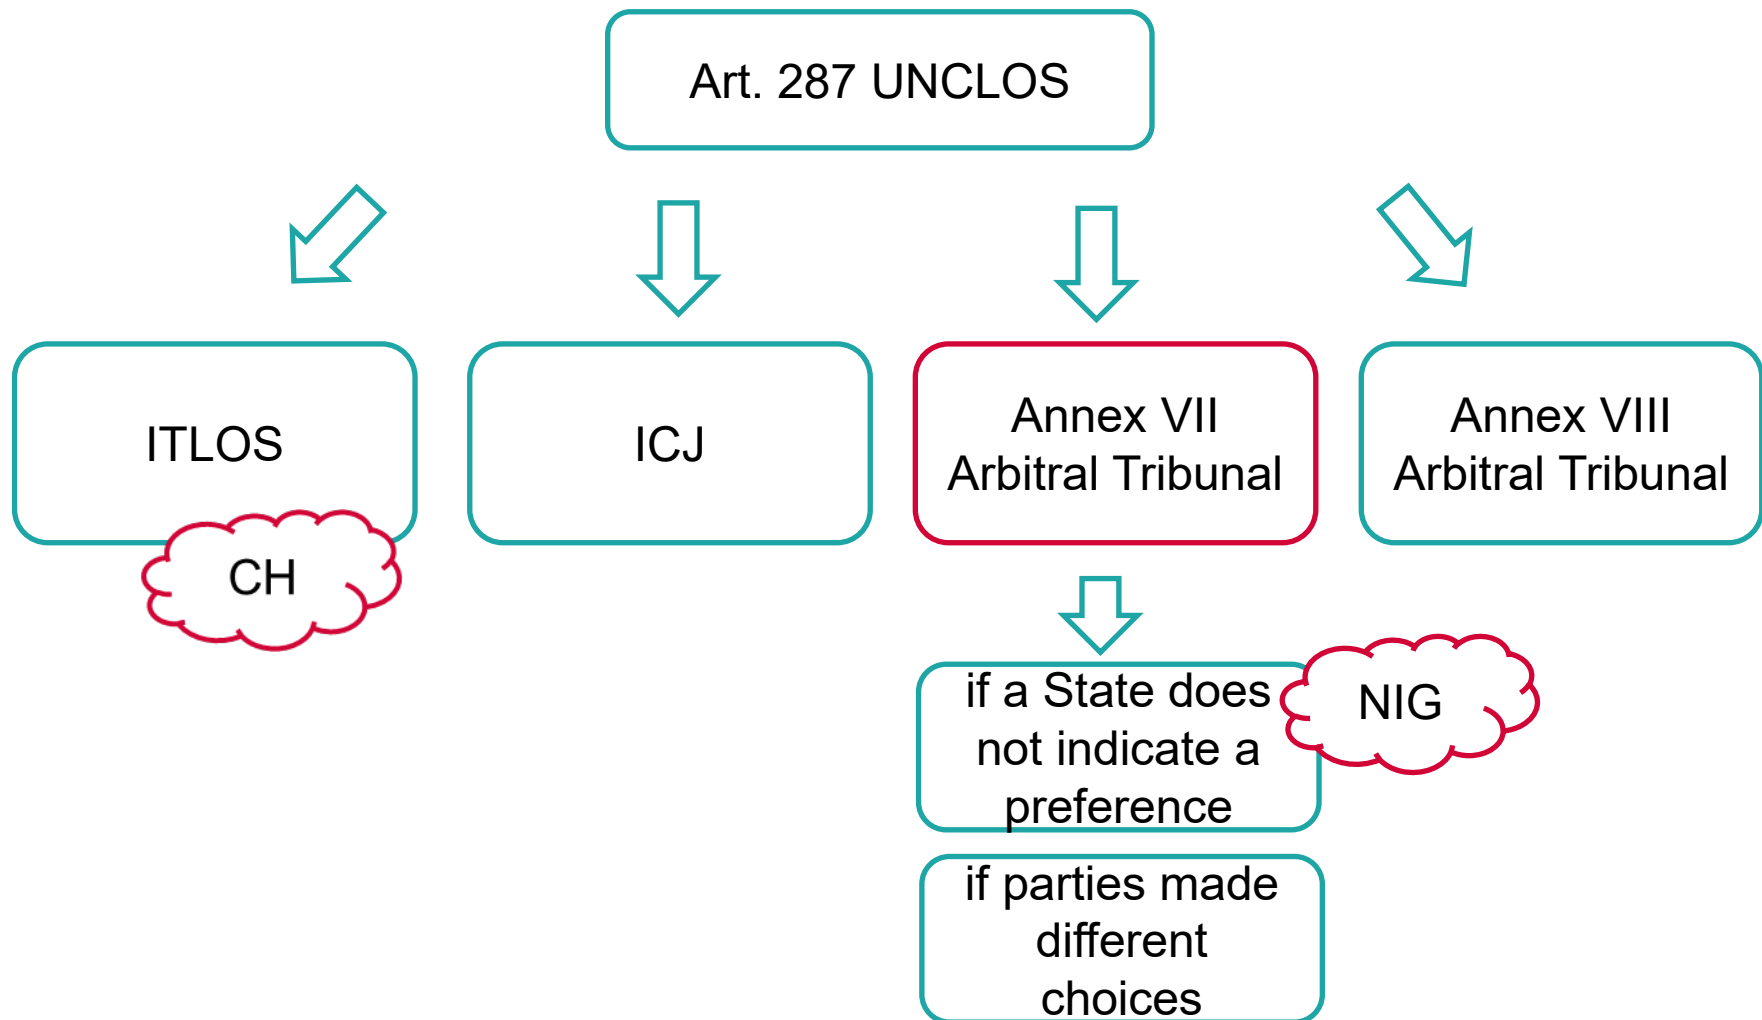 Art. 287 UNCLOS
ITLOS
ICJ
Annex VII
Arbitral Tribunal
Annex VIII
Arbitral Tribunal
CH
if a State does
not indicate a
preference
NIG
if parties made
different
choices